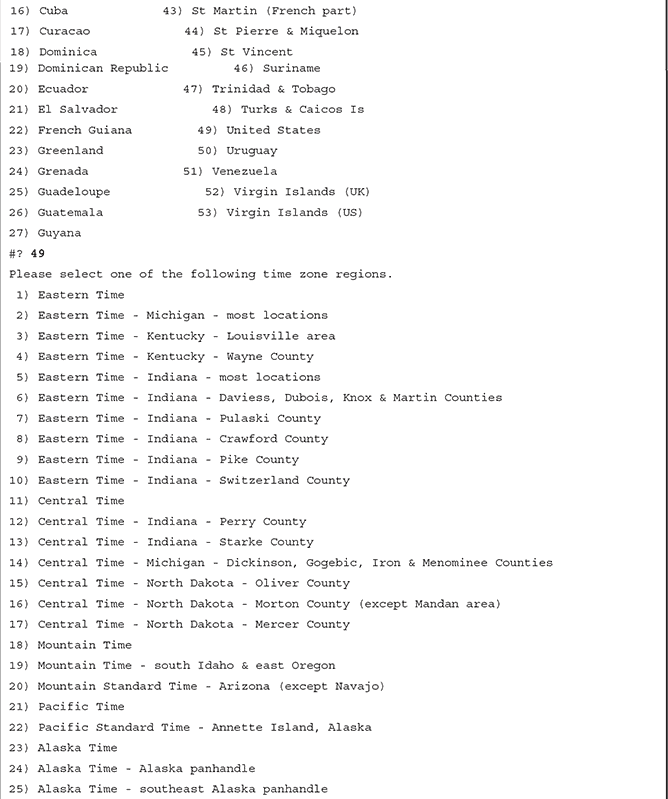 16) Cuba 43) St Martin (French part)
17) Curacao 44) St Pierre & Miquelon
18) Dominica 45) St Vincent
19) Dominican Republic 46) Suriname
20) Ecuador 47) Trinidad & Tobago
21) El Salvador 48) Turks & Caicos Is
22) French Guiana 49) United States
23) Greenland 50) Uruguay
24) Grenada 51) Venezuela
25) Guadeloupe 52) Virgin Islands (UK)
26) Guatemala 53) Virgin Islands (US)
27) Guyana
#? 49
Please select one of the following time zone regions.
1) Eastern Time
2) Eastern Time - Michigan - most locations
3) Eastern Time - Kentucky - Louisville area
4) Eastern Time - Kentucky - Wayne County
5) Eastern Time - Indiana - most locations
6) Eastern Time - Indiana - Daviess, Dubois, Knox & Martin Counties
7) Eastern Time - Indiana - Pulaski County
8) Eastern Time - Indiana - Crawford County
9) Eastern Time - Indiana - Pike County
10) Eastern Time - Indiana - Switzerland County
11) Central Time
12) Central Time - Indiana - Perry County
13) Central Time - Indiana - Starke County
14) Central Time - Michigan - Dickinson, Gogebic, Iron & Menominee Counties
15) Central Time - North Dakota - Oliver County
16) Central Time - North Dakota - Morton County (except Mandan area)
17) Central Time - North Dakota - Mercer County
18) Mountain Time
19) Mountain Time - south Idaho & east Oregon
20) Mountain Standard Time - Arizona (except Navajo)
21) Pacific Time
22) Pacific Standard Time - Annette Island, Alaska
23) Alaska Time
24) Alaska Time - Alaska panhandle
25) Alaska Time - southeast Alaska panhandle